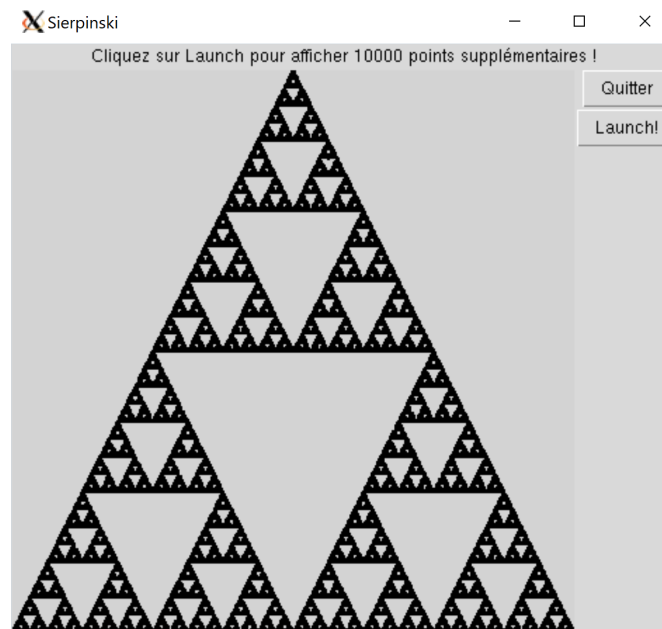 Sierpinski
Cliquez sur Launch pour afficher 10000 points supplémentaires !
Quitter
Launch!